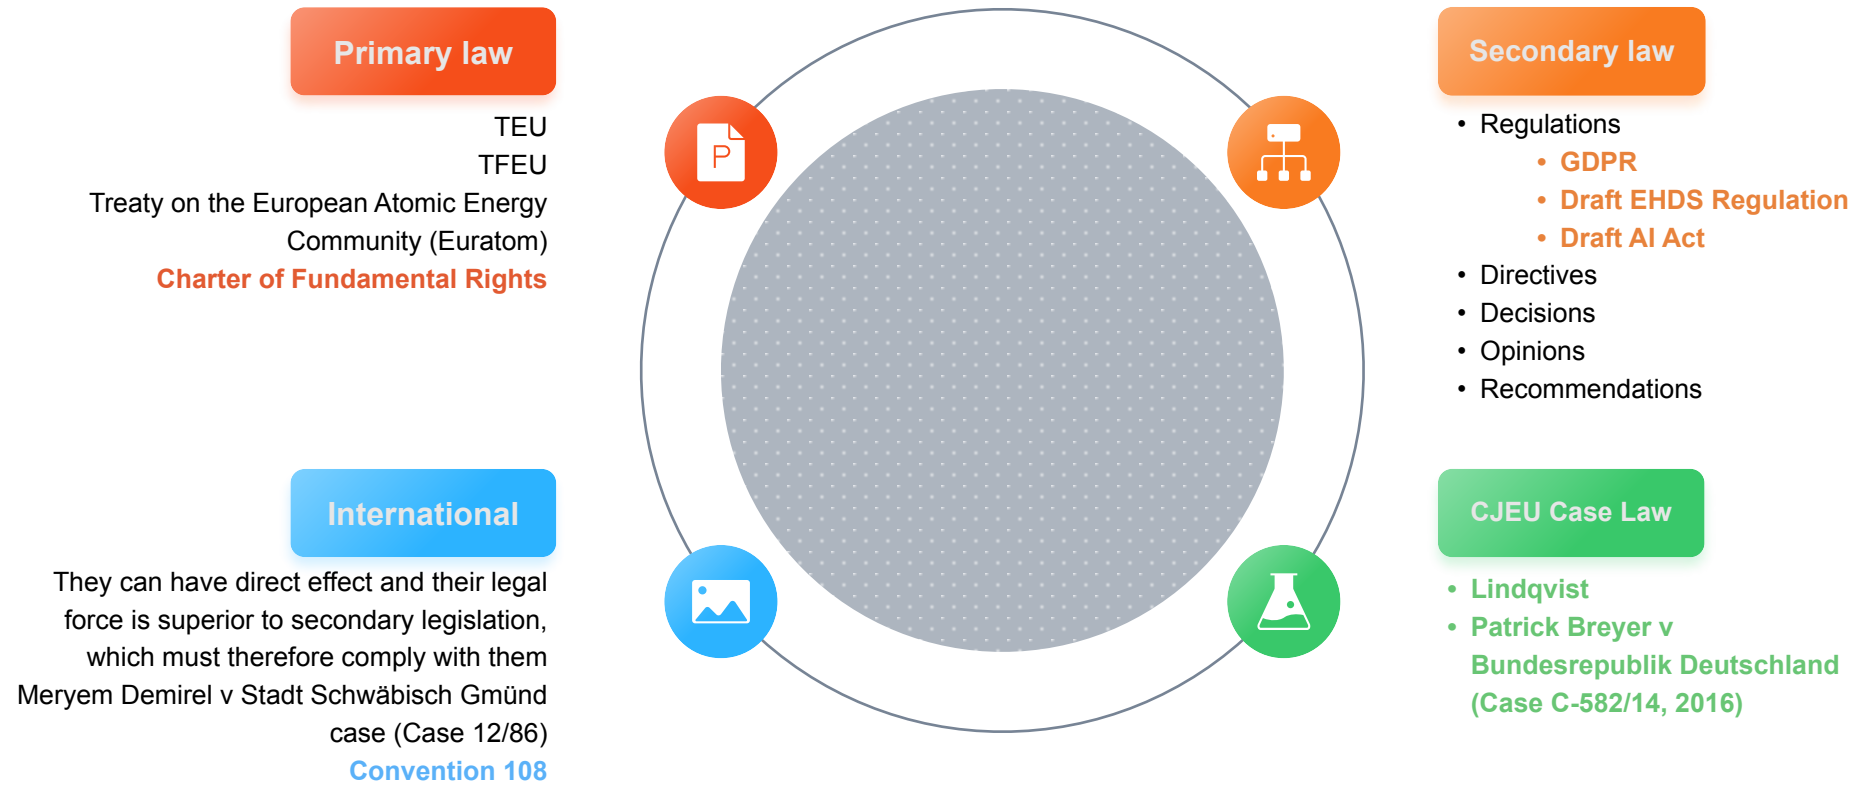 Primary law
TEU
TFEU
Treaty on the European Atomic Energy
Community (Euratom)
Charter of Fundamental Rights
P
Secondary law
• Regulations
• GDPR
• Draft EHDS Regulation
• Draft AI Act
• Directives
• Decisions
• Opinions
• Recommendations
International
They can have direct effect and their legal
force is superior to secondary legislation,
which must therefore comply with them
Meryem Demirel v Stadt Schwäbisch Gmünd
case (Case 12/86)
Convention 108
CJEU Case Law
• Lindqvist
• Patrick Breyer v
Bundesrepublik Deutschland
(Case C-582/14, 2016)